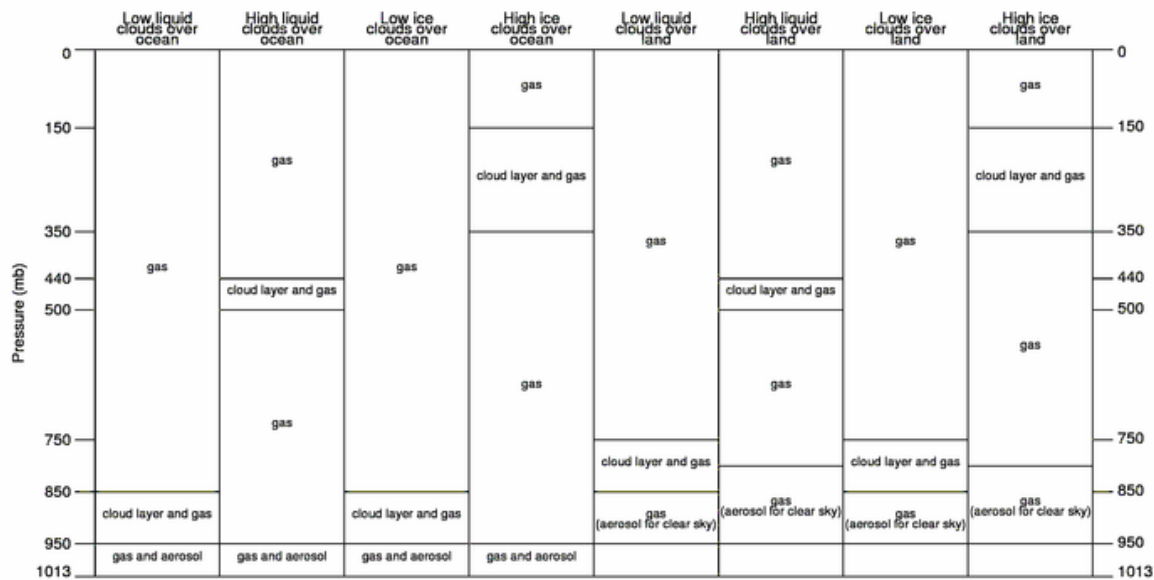 Low liquid clouds over ocean
High liquid clouds over ocean
Low ice clouds over ocean
High ice clouds over ocean
Low liquid clouds over land
High liquid clouds over land
Low ice clouds over land
High ice clouds over land
0
0
gas
gas
150
150
gas
gas
cloud layer and gas
cloud layer and gas
350
350
gas
gas
gas
gas
440
440
cloud layer and gas
cloud layer and gas
500
500
Pressure (mb)
gas
gas
gas
gas
750
750
cloud layer and gas
cloud layer and gas
850
850
cloud layer and gas
cloud layer and gas
gas
(aerosol for clear sky)
gas
(aerosol for clear sky)
gas
(aerosol for clear sky)
gas
(aerosol for clear sky)
950
950
gas and aerosol
gas and aerosol
gas and aerosol
gas and aerosol
1013
1013